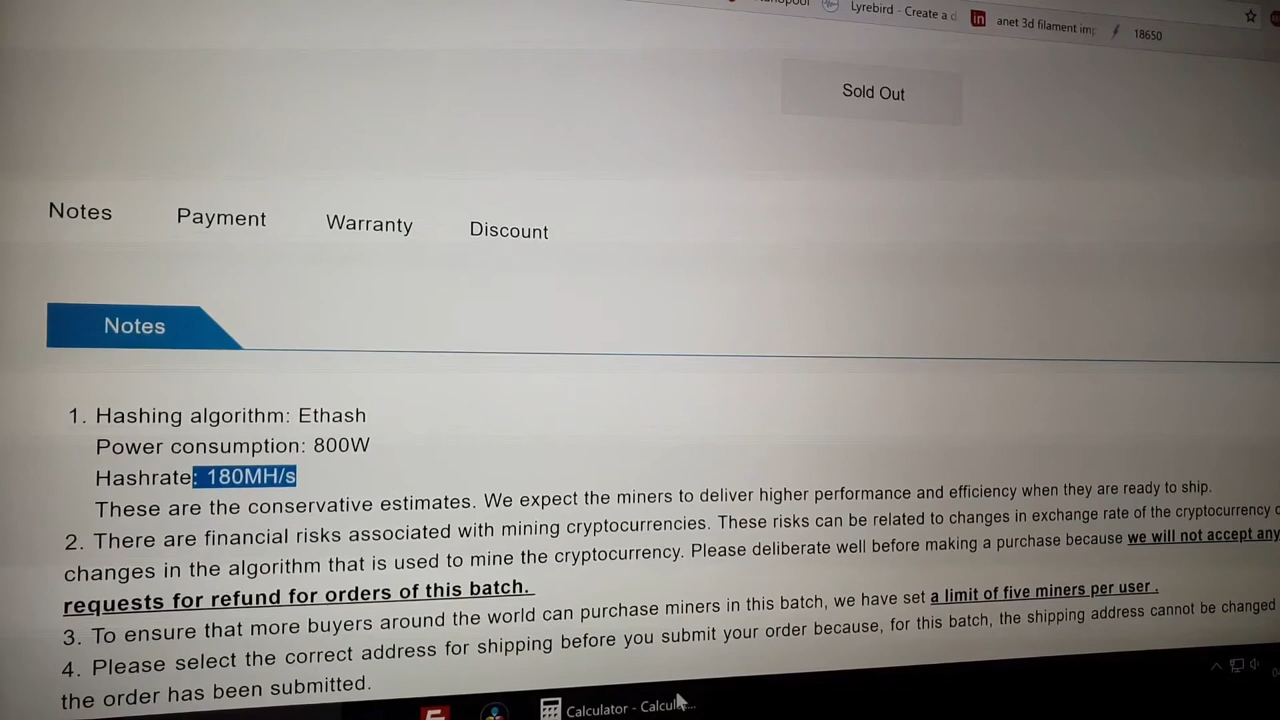 Lyrebird - Create a d
in
anet 3d filament imp
18650
Sold Out
Notes Payment Warranty Discount
Notes
1. Hashing algorithm: Ethash
Power consumption: 800W
Hashrate: 180MH/s
These are the conservative estimates. We expect the miners to deliver higher performance and efficiency when they are ready to ship.
2. There are financial risks associated with mining cryptocurrencies. These risks can be related to changes in exchange rate of the cryptocurrency
changes in the algorithm that is used to mine the cryptocurrency. Please deliberate well before making a purchase because we will not accept any
requests for refund for orders of this batch.
3. To ensure that more buyers around the world can purchase miners in this batch, we have set a limit of five miners per user .
4. Please select the correct address for shipping before you submit your order because, for this batch, the shipping address cannot be changed
the order has been submitted.
Calculator - Calcul...